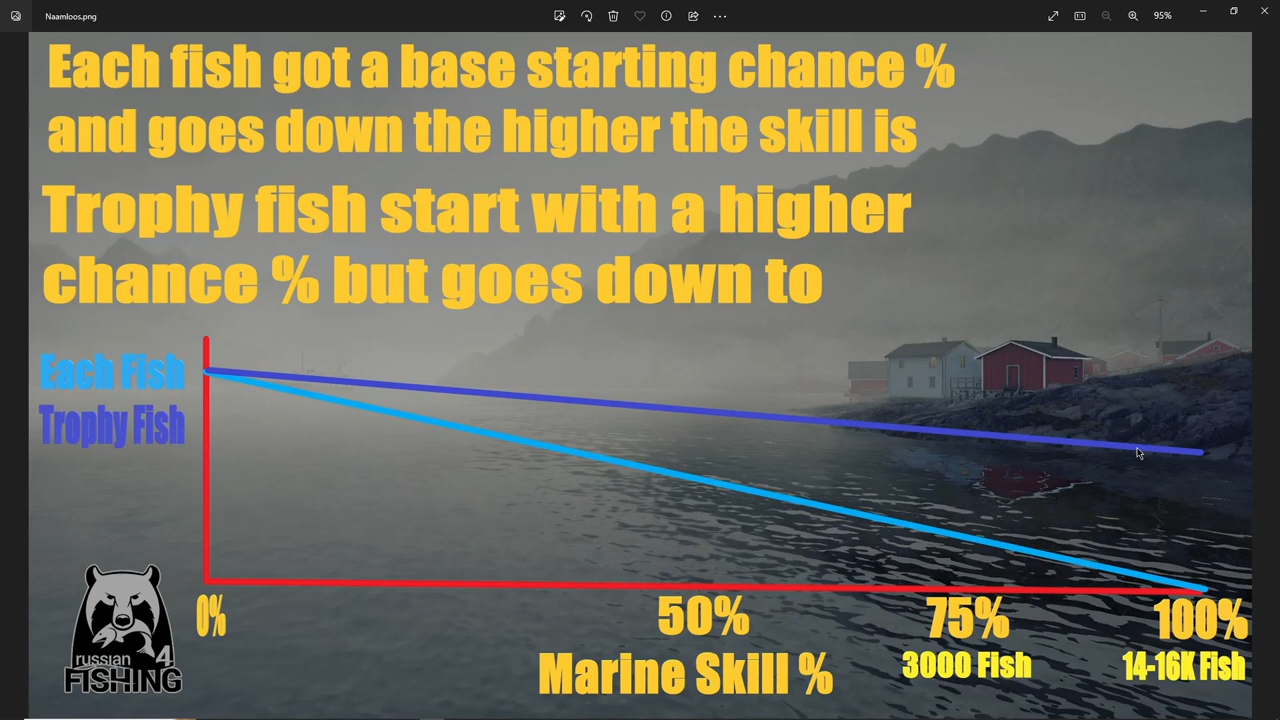 Naamloos.png
95%
Each fish got a base starting chance %
and goes down the higher the skill is
Trophy fish start with a higher
chance % but goes down to
Each Fish
Trophy Fish
0%
50%
75%
100%
Marine Skill %
3000 Fish
14-16K Fish
russian 4
FISHING